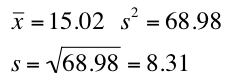 x̄ = 15.02 s² = 68.98
s = √68.98 = 8.31